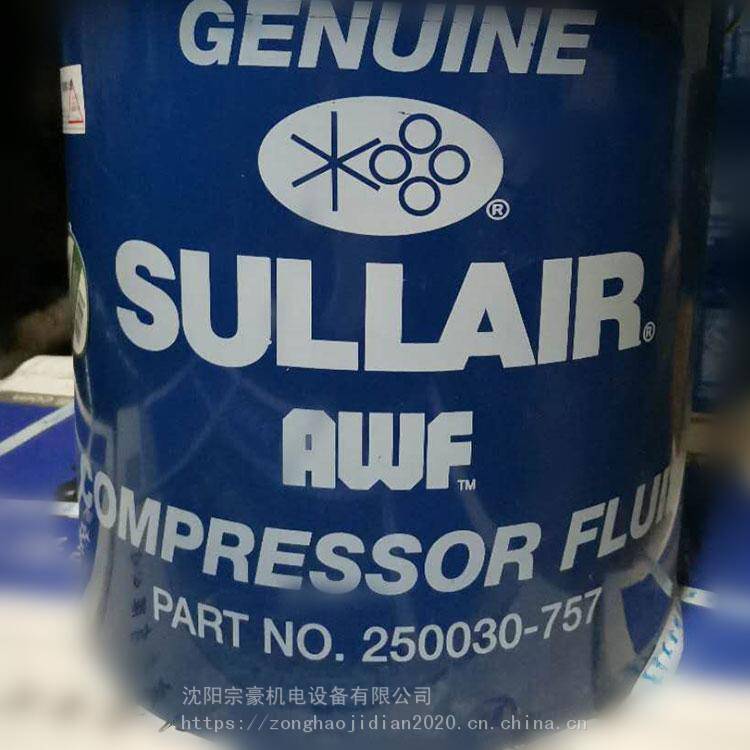 GENUINE
®
SULLAIR®
AWF™
COMPRESSOR FLUID
PART NO. 250030-757
沈阳宗豪机电设备有限公司
https://zonghaojidian2020.cn.china.cn